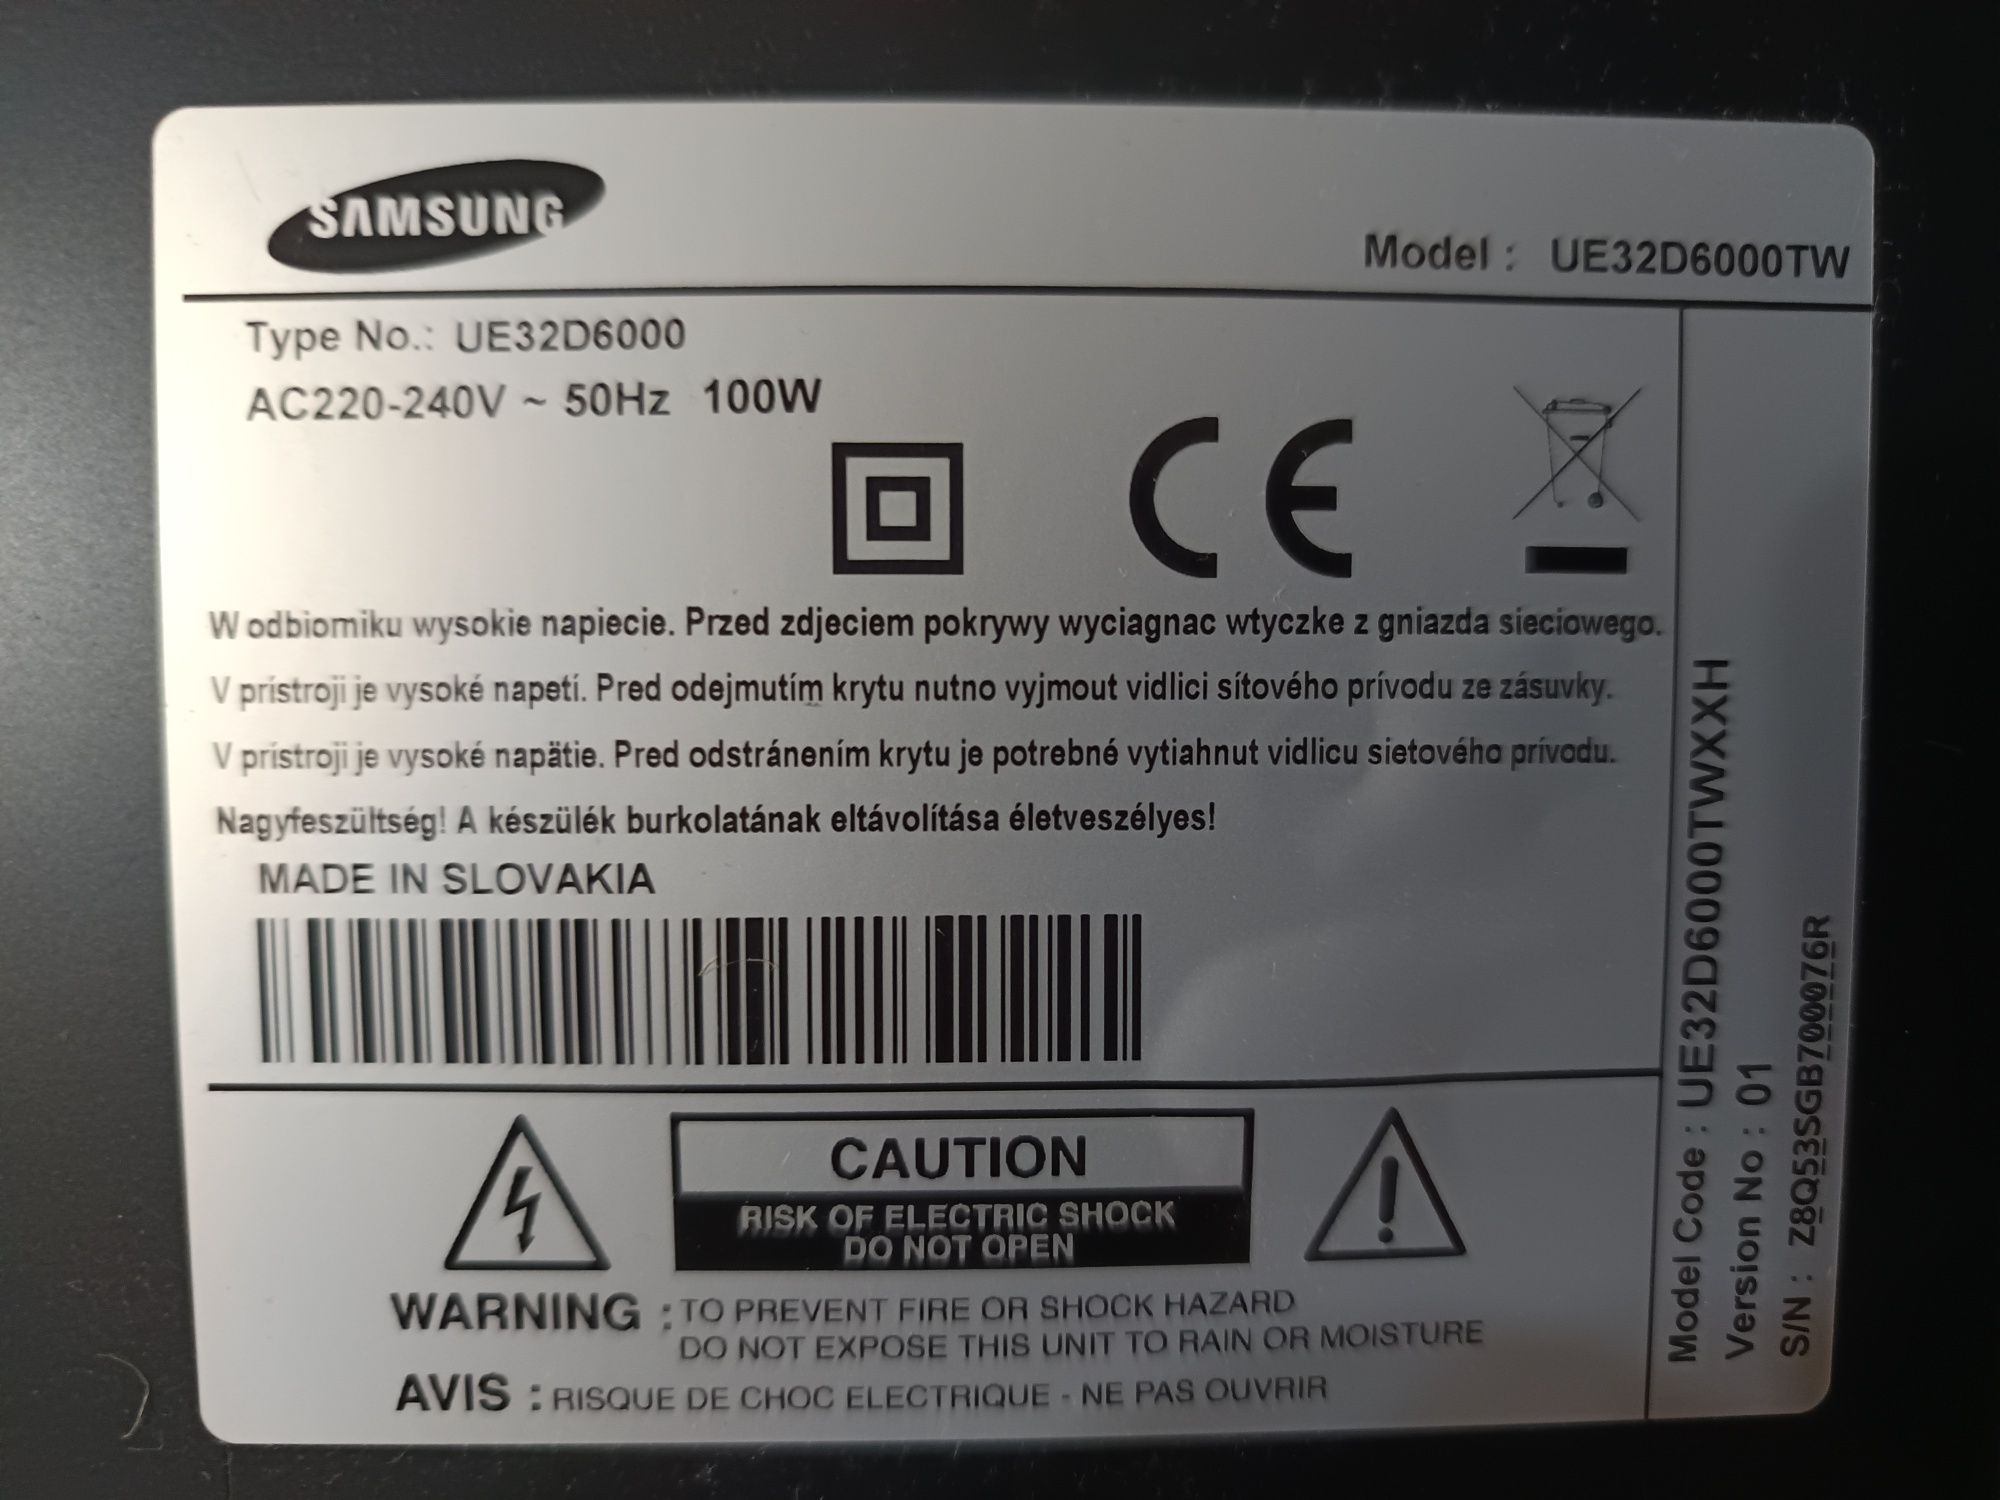 SAMSUNG
Model : UE32D6000TW
Type No.: UE32D6000
AC220-240V ~ 50Hz 100W
CE
W odbiorniku wysokie napiecie. Przed zdjeciem pokrywy wyciagnac wtyczke z gniazda sieciowego.
V prístroji je vysoké napetí. Pred odejmutím krytu nutno vyjmout vidlici sítového prívodu ze zásuvky.
V prístroji je vysoké napätie. Pred odstránením krytu je potrebné vytiahnut vidlicu sietového prívodu.
Nagyfeszültség! A készülék burkolatának eltávolítása életveszélyes!
MADE IN SLOVAKIA
CAUTION
RISK OF ELECTRIC SHOCK
DO NOT OPEN
WARNING : TO PREVENT FIRE OR SHOCK HAZARD
DO NOT EXPOSE THIS UNIT TO RAIN OR MOISTURE
AVIS : RISQUE DE CHOC ELECTRIQUE - NE PAS OUVRIR
Model Code : UE32D6000TWXXH
Version No : 01
S/N : Z8Q53SGB700076R